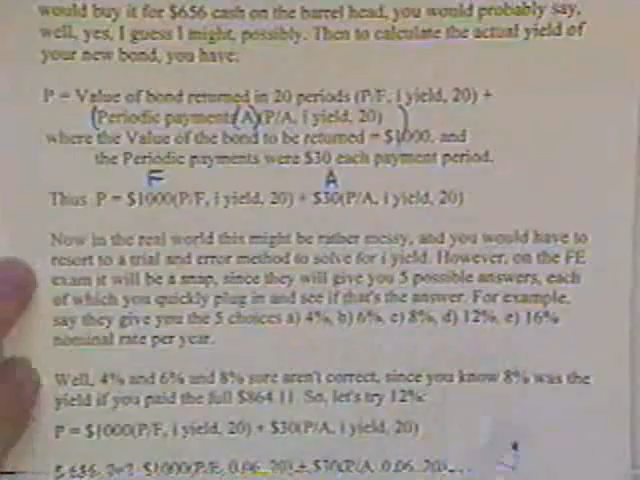 would buy it for $656 cash on the barrel head, you would probably say,
well, yes, I guess I might, possibly. Then to calculate the actual yield of
your new bond, you have.
P = Value of bond returned in 20 periods (P/F, i yield, 20) +
(Periodic payments(A)(P/A, i yield, 20) )
where the Value of the bond to be returned = $1000, and
the Periodic payments were $30 each payment period.
F A
Thus P = $1000(P/F, i yield, 20) + $30(P/A, i yield, 20)
Now in the real world this might be rather messy, and you would have to
resort to a trial and error method to solve for i yield. However, on the FE
exam it will be a snap, since they will give you 5 possible answers, each
of which you quickly plug in and see if that's the answer. For example,
say they give you the 5 choices a) 4%, b) 6%, c) 8%, d) 12%, e) 16%
nominal rate per year.
Well, 4% and 6% and 8% sure aren't correct, since you know 8% was the
yield if you paid the full $864.11. So, let's try 12%:
P = $1000(P/F, i yield, 20) + $30(P/A, i yield, 20)
$1000(P/F, 0.06, 20) + $30(P/A, 0.06, 20)